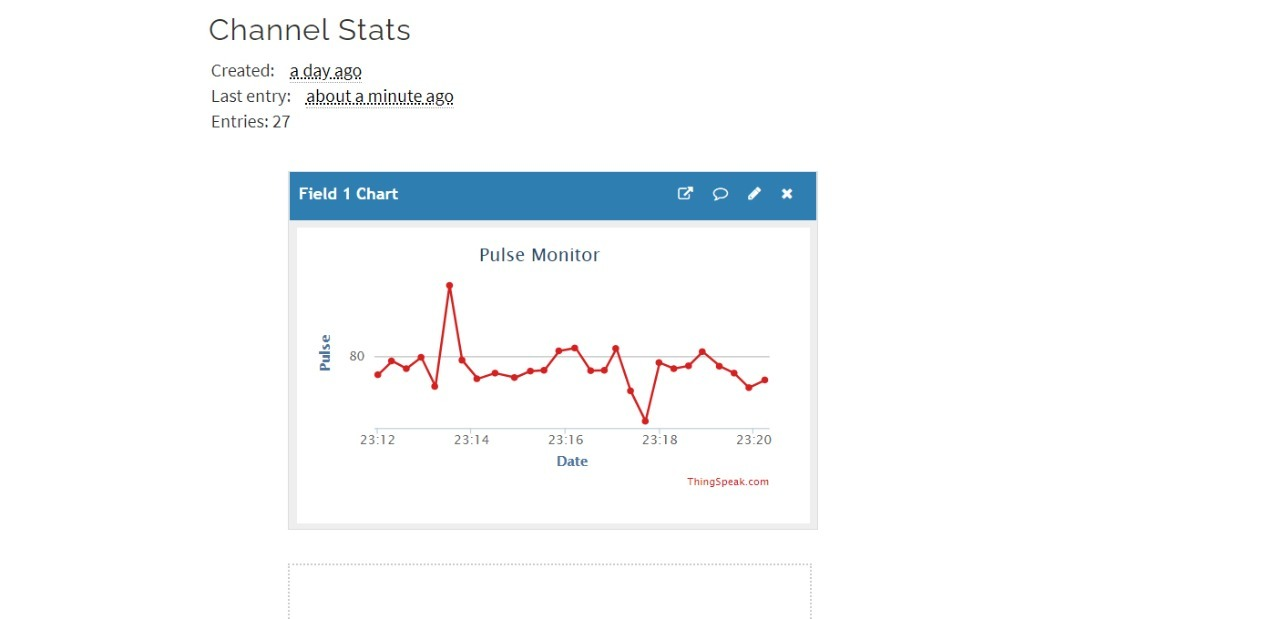 Channel Stats
Created: a day ago
Last entry: about a minute ago
Entries: 27
Field 1 Chart
Pulse Monitor
Pulse
80
23:12 23:14 23:16 23:18 23:20
Date
ThingSpeak.com